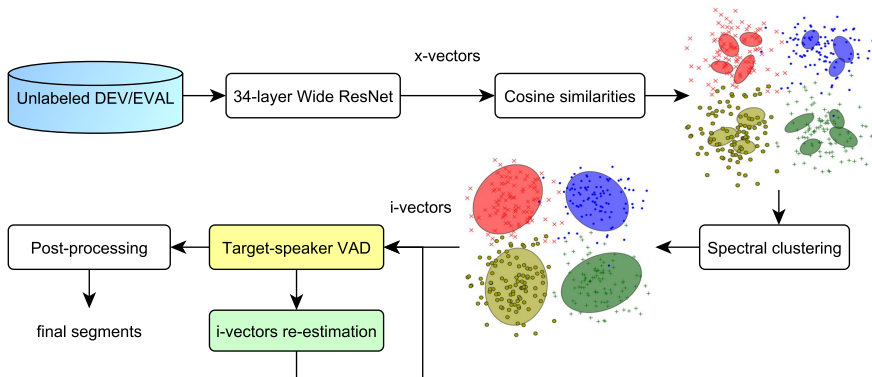 x-vectors
Unlabeled DEV/EVAL
34-layer Wide ResNet
Cosine similarities
i-vectors
Post-processing
Target-speaker VAD
Spectral clustering
final segments
i-vectors re-estimation